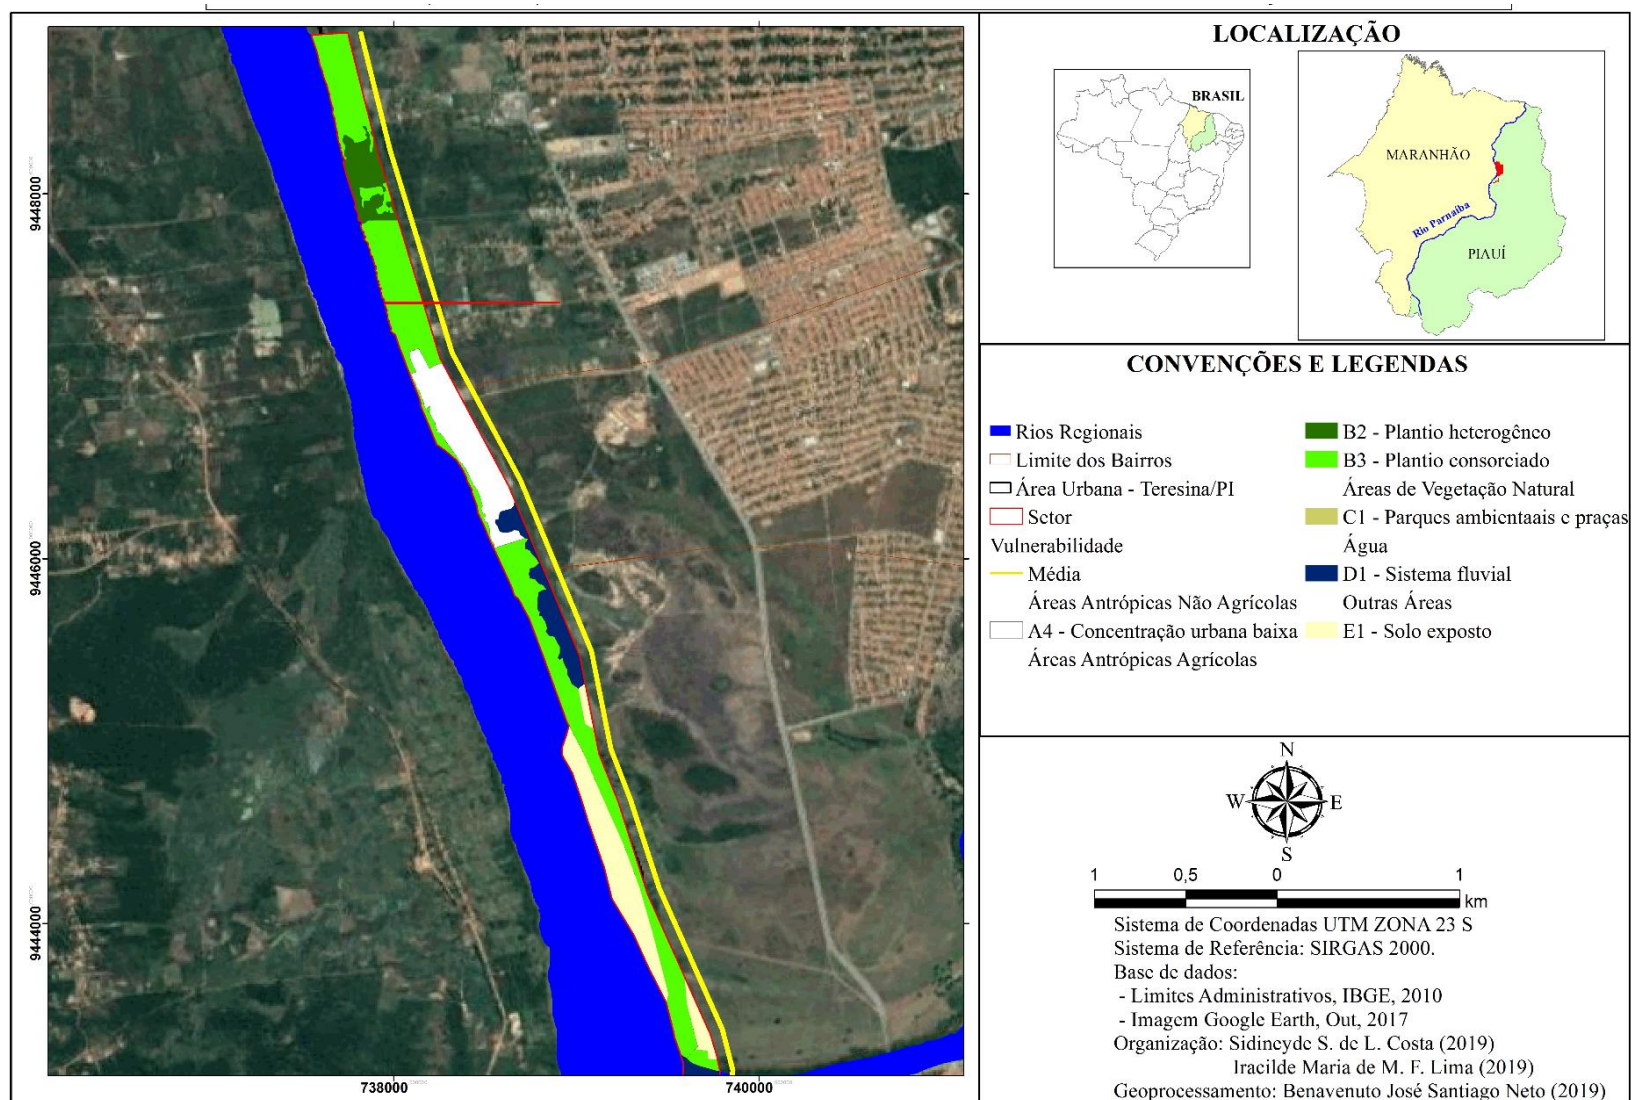 LOCALIZAÇÃO
BRASIL
MARANHÃO
Rio Parnaíba
PIAUÍ
CONVENÇÕES E LEGENDAS
Rios Regionais
Limite dos Bairros
Área Urbana - Teresina/PI
Setor
Vulnerabilidade
Média
Áreas Antrópicas Não Agrícolas
A4 - Concentração urbana baixa
Áreas Antrópicas Agrícolas
B2 - Plantio heterogêneo
B3 - Plantio consorciado
Áreas de Vegetação Natural
C1 - Parques ambientaais e praças
Água
D1 - Sistema fluvial
Outras Áreas
E1 - Solo exposto
N
W E
S
1 0,5 0 1
km
Sistema de Coordenadas UTM ZONA 23 S
Sistema de Referência: SIRGAS 2000.
Base de dados:
- Limites Administrativos, IBGE, 2010
- Imagem Google Earth, Out, 2017
Organização: Sidineyde S. de L. Costa (2019)
Iracilde Maria de M. F. Lima (2019)
Geoprocessamento: Benavenuto José Santiago Neto (2019)
9448000
9446000
9444000
738000
740000